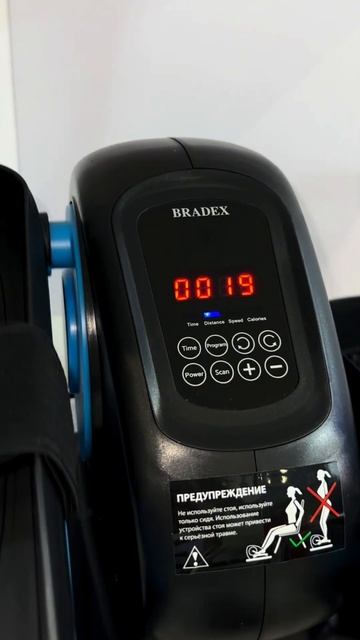 BRADEX
0019
Time Distance Speed Calories
Time Program
Power Scan + −
ПРЕДУПРЕЖДЕНИЕ
Не используйте стоя, используйте
только сидя. Использование
устройства стоя может привести
к серьёзной травме.